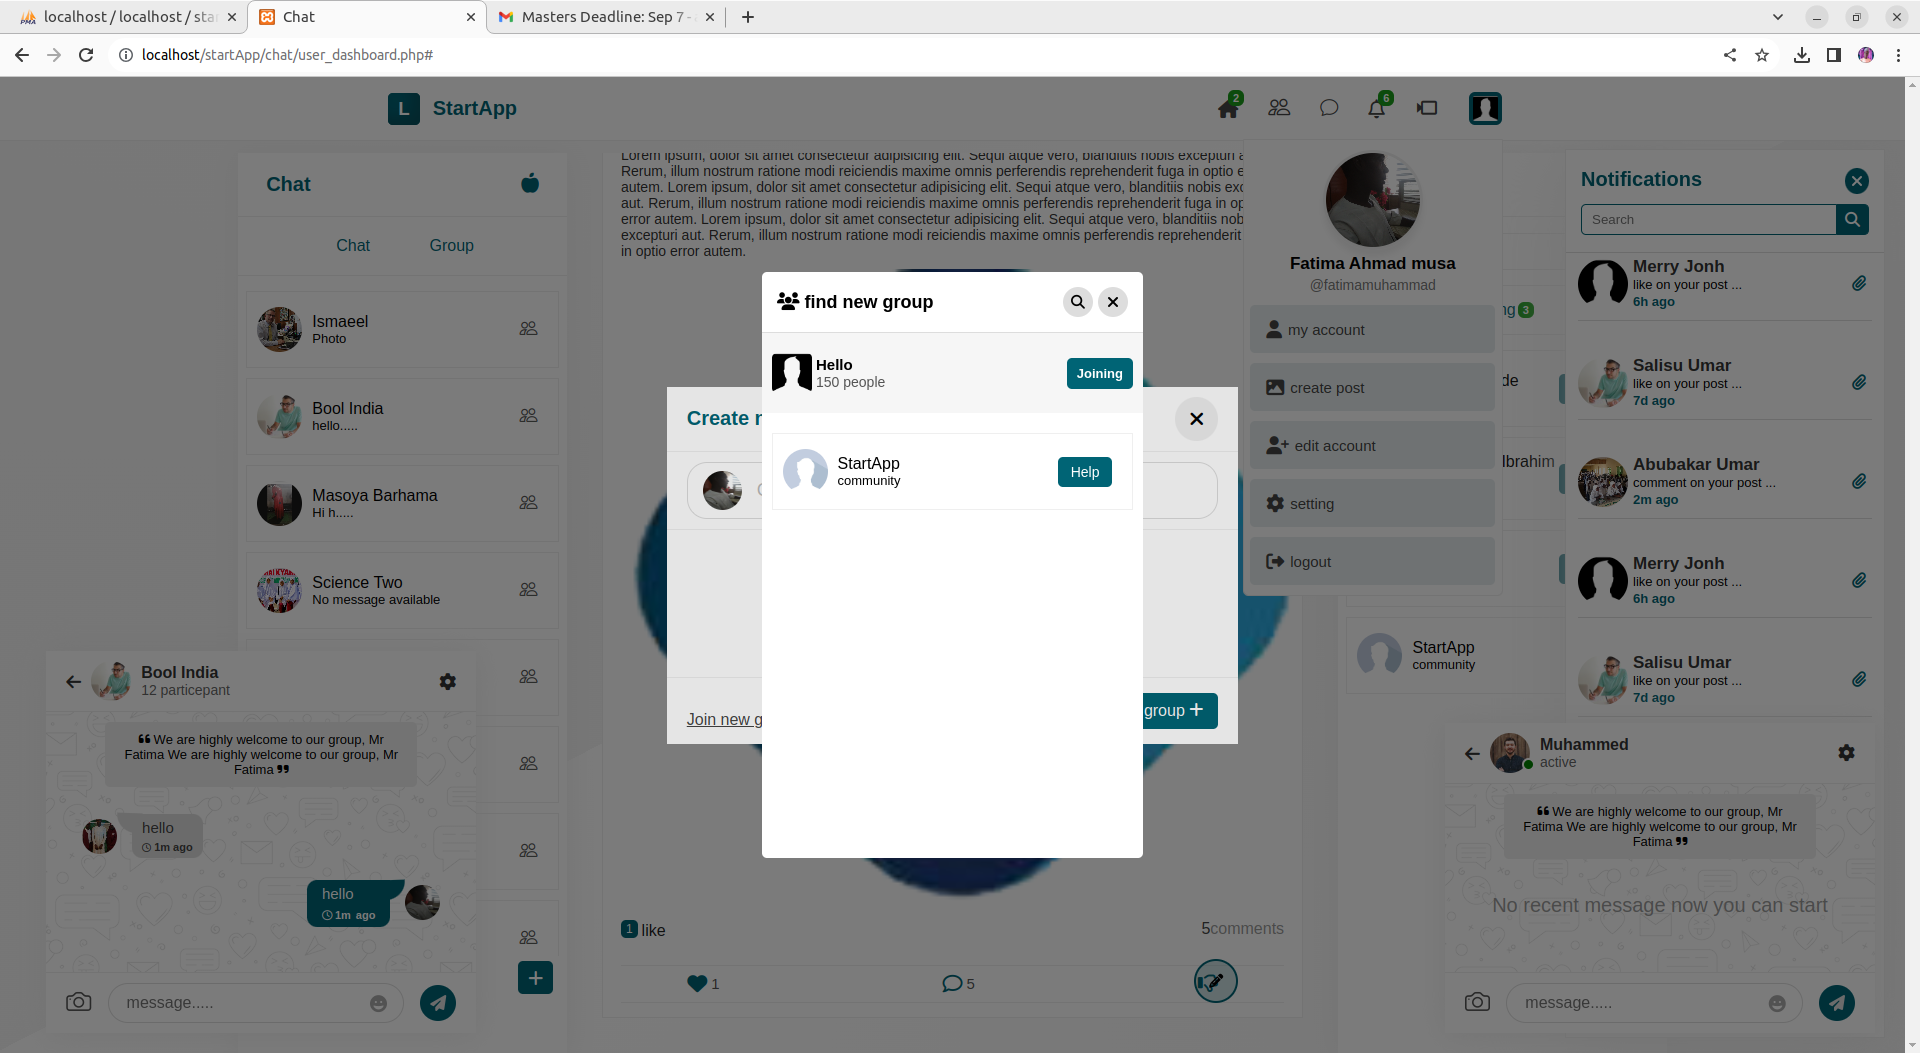 localhost / localhost / sta
Chat
Masters Deadline: Sep 7 -
localhost/startApp/chat/user_dashboard.php#
L StartApp
2
6
Chat
Chat Group
Ismaeel
Photo
Bool India
hello.....
Masoya Barhama
Hi h.....
Science Two
No message available
Lorem ipsum, dolor sit amet consectetur adipisicing elit. Sequi atque vero, blanditiis nobis excepturi a
Rerum, illum nostrum ratione modi reiciendis maxime omnis perferendis reprehenderit fuga in optio e
autem. Lorem ipsum, dolor sit amet consectetur adipisicing elit. Sequi atque vero, blanditiis nobis exc
aut. Rerum, illum nostrum ratione modi reiciendis maxime omnis perferendis reprehenderit fuga in op
error autem. Lorem ipsum, dolor sit amet consectetur adipisicing elit. Sequi atque vero, blanditiis nob
excepturi aut. Rerum, illum nostrum ratione modi reiciendis maxime omnis perferendis reprehenderit
in optio error autem.
find new group
Hello
150 people
Joining
StartApp
community
Help
Create n
Join new g
group +
1 like
5comments
1
5
Fatima Ahmad musa
@fatimamuhammad
my account
create post
edit account
setting
logout
ng 3
de
Ibrahim
StartApp
community
Notifications
Search
Merry Jonh
like on your post ...
6h ago
Salisu Umar
like on your post ...
7d ago
Abubakar Umar
comment on your post ...
2m ago
Merry Jonh
like on your post ...
6h ago
Salisu Umar
like on your post ...
7d ago
Bool India
12 particepant
❝ We are highly welcome to our group, Mr
Fatima We are highly welcome to our group, Mr
Fatima ❞
hello
1m ago
hello
1m ago
message.....
Muhammed
active
❝ We are highly welcome to our group, Mr
Fatima We are highly welcome to our group, Mr
Fatima ❞
No recent message now you can start
message.....